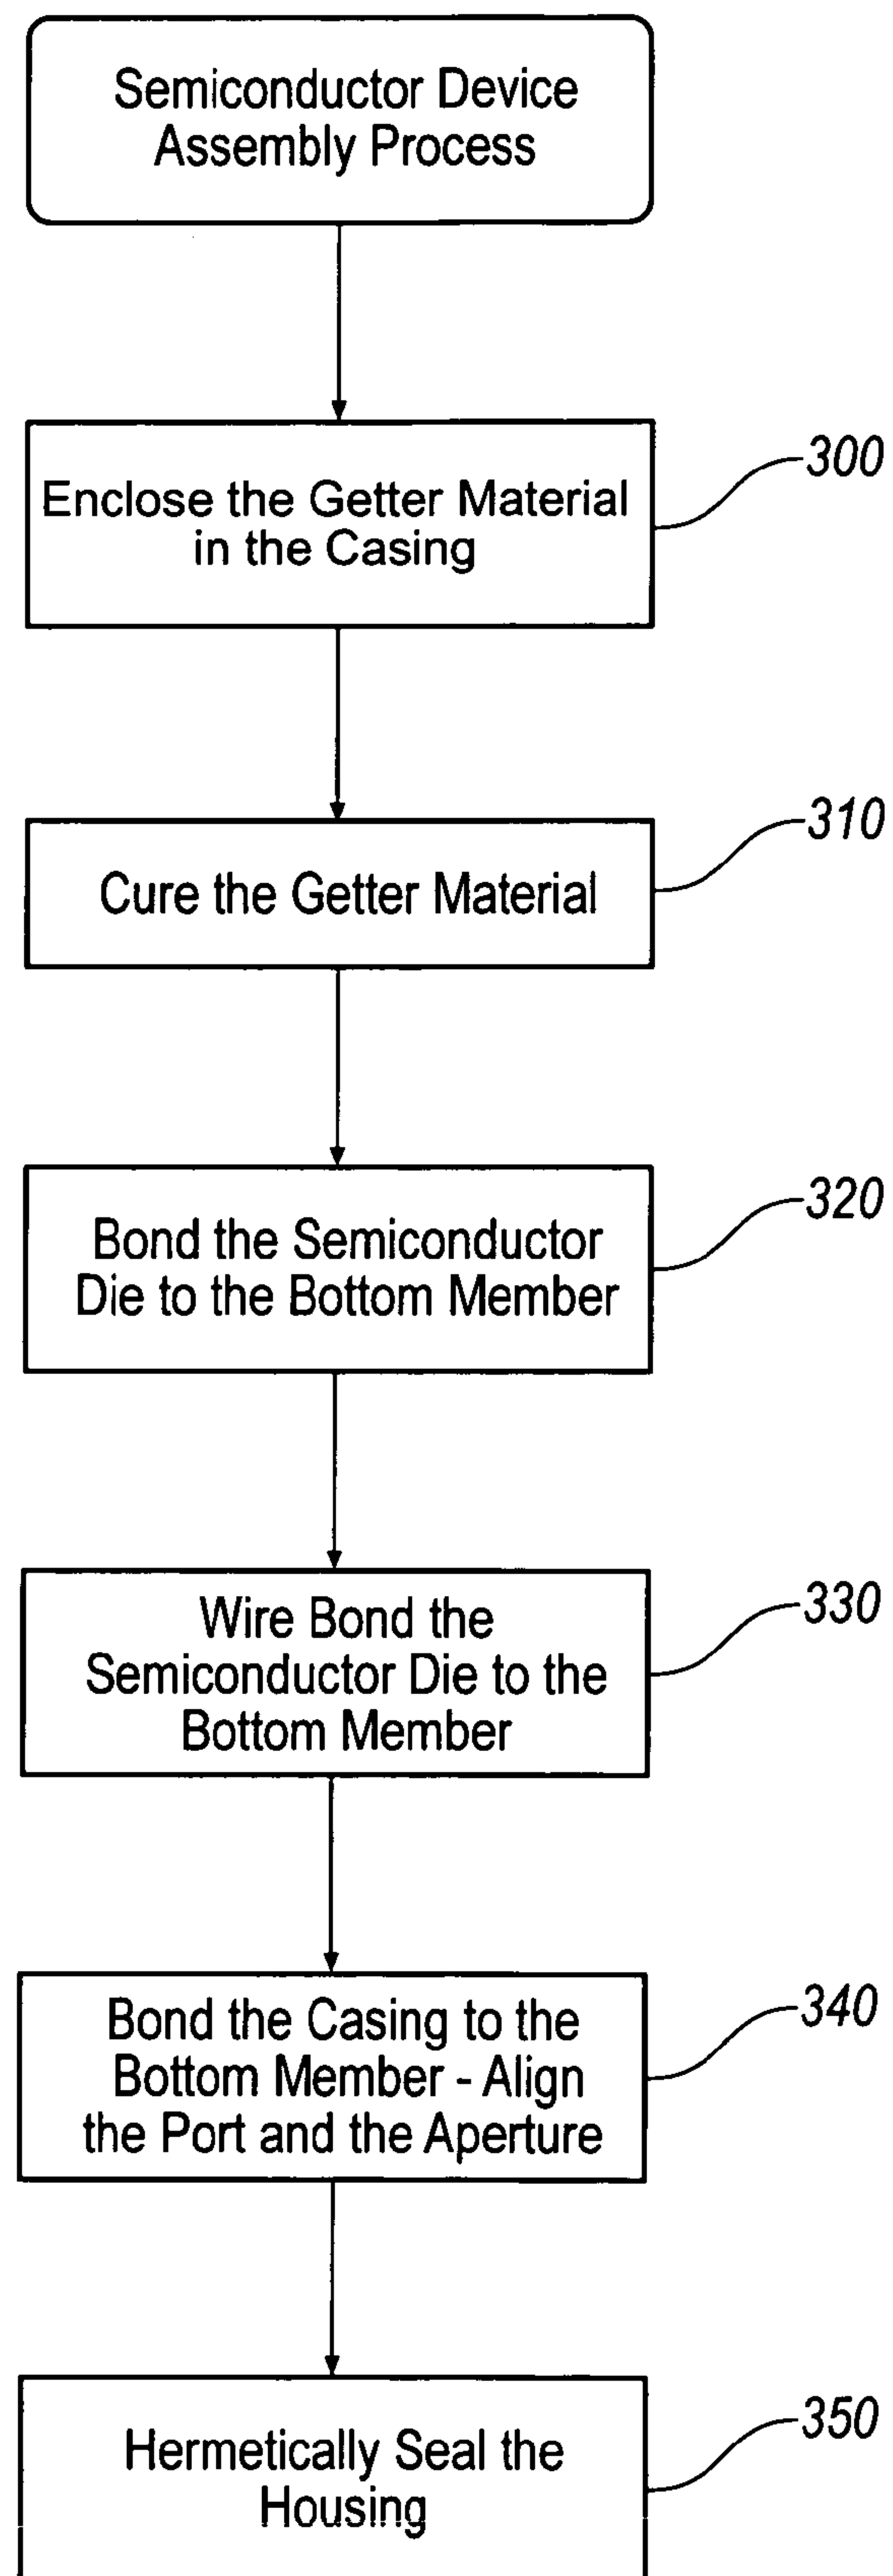 Semiconductor Device
Assembly Process
300
Enclose the Getter Material
in the Casing
310
Cure the Getter Material
320
Bond the Semiconductor
Die to the Bottom Member
330
Wire Bond the
Semiconductor Die to the
Bottom Member
340
Bond the Casing to the
Bottom Member - Align
the Port and the Aperture
350
Hermetically Seal the
Housing